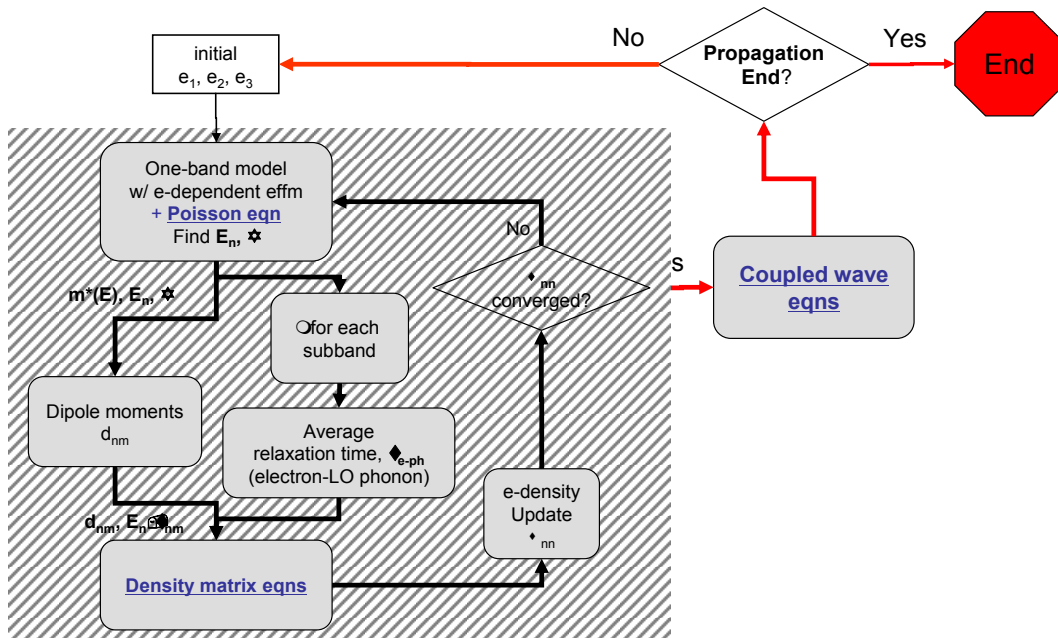 No
Yes
Propagation
End?
End
initial
e1, e2, e3
One-band model
w/ e-dependent effm
+ Poisson eqn
Find En, ✡
No
m*(E), En, ✡
⬧nn
converged?
s
Coupled wave
eqns
❍for each
subband
Dipole moments
dnm
Average
relaxation time, ◆e-ph
(electron-LO phonon)
e-density
Update
⬧nn
dnm, En
nm
Density matrix eqns